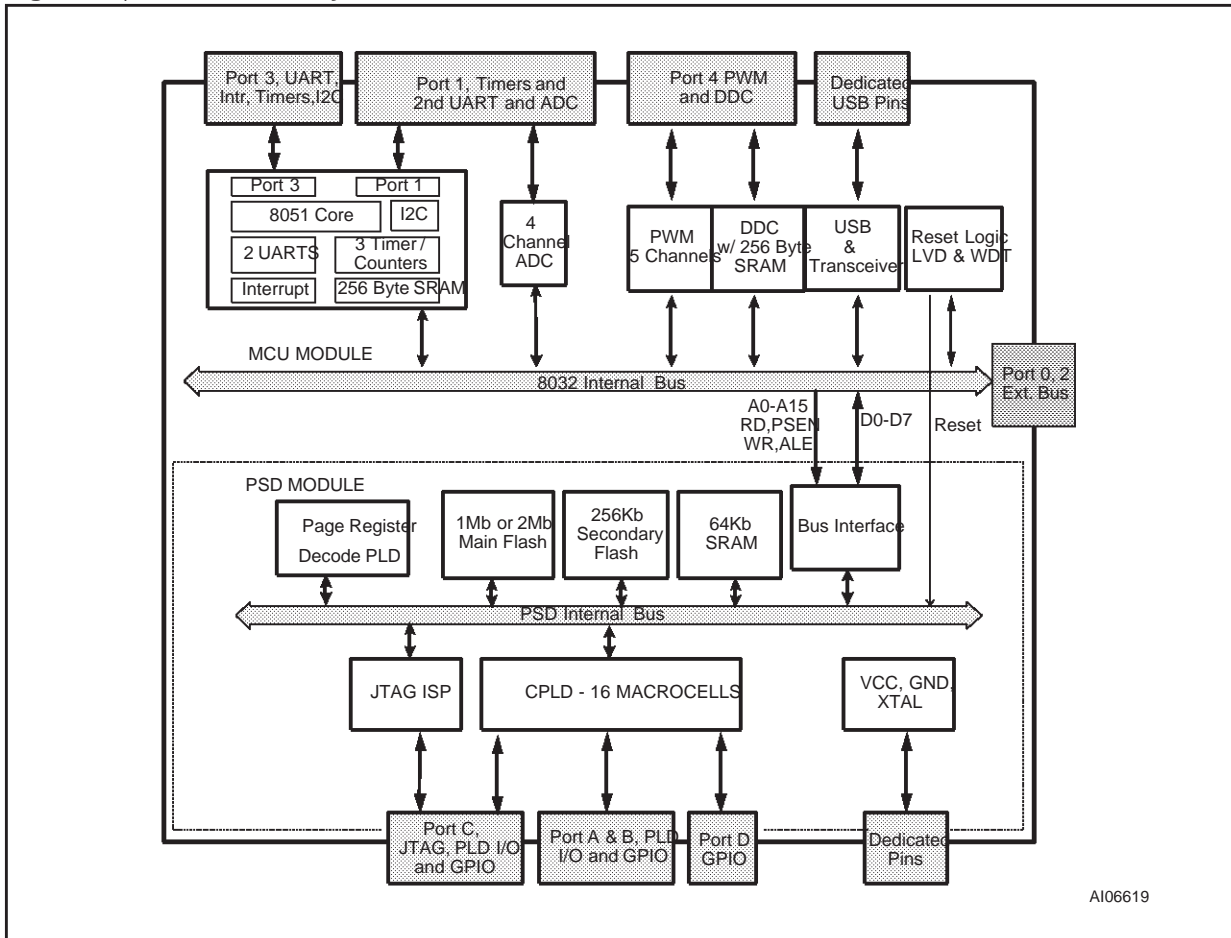 Port 3, UART,
Intr, Timers,I2C
Port 1, Timers and
2nd UART and ADC
Port 4 PWM
and DDC
Dedicated
USB Pins
Port 3
Port 1
8051 Core
I2C
2 UARTS
3 Timer /
Counters
Interrupt
256 Byte SRAM
4
Channel
ADC
PWM
5 Channels
DDC
w/ 256 Byte
SRAM
USB
&
Transceiver
Reset Logic
LVD & WDT
MCU MODULE
8032 Internal Bus
Port 0, 2
Ext. Bus
A0-A15
RD,PSEN
WR,ALE
D0-D7
Reset
PSD MODULE
Page Register
Decode PLD
1Mb or 2Mb
Main Flash
256Kb
Secondary
Flash
64Kb
SRAM
Bus Interface
PSD Internal Bus
JTAG ISP
CPLD - 16 MACROCELLS
VCC, GND,
XTAL
Port C,
JTAG, PLD I/O
and GPIO
Port A & B, PLD
I/O and GPIO
Port D
GPIO
Dedicated
Pins
AI06619